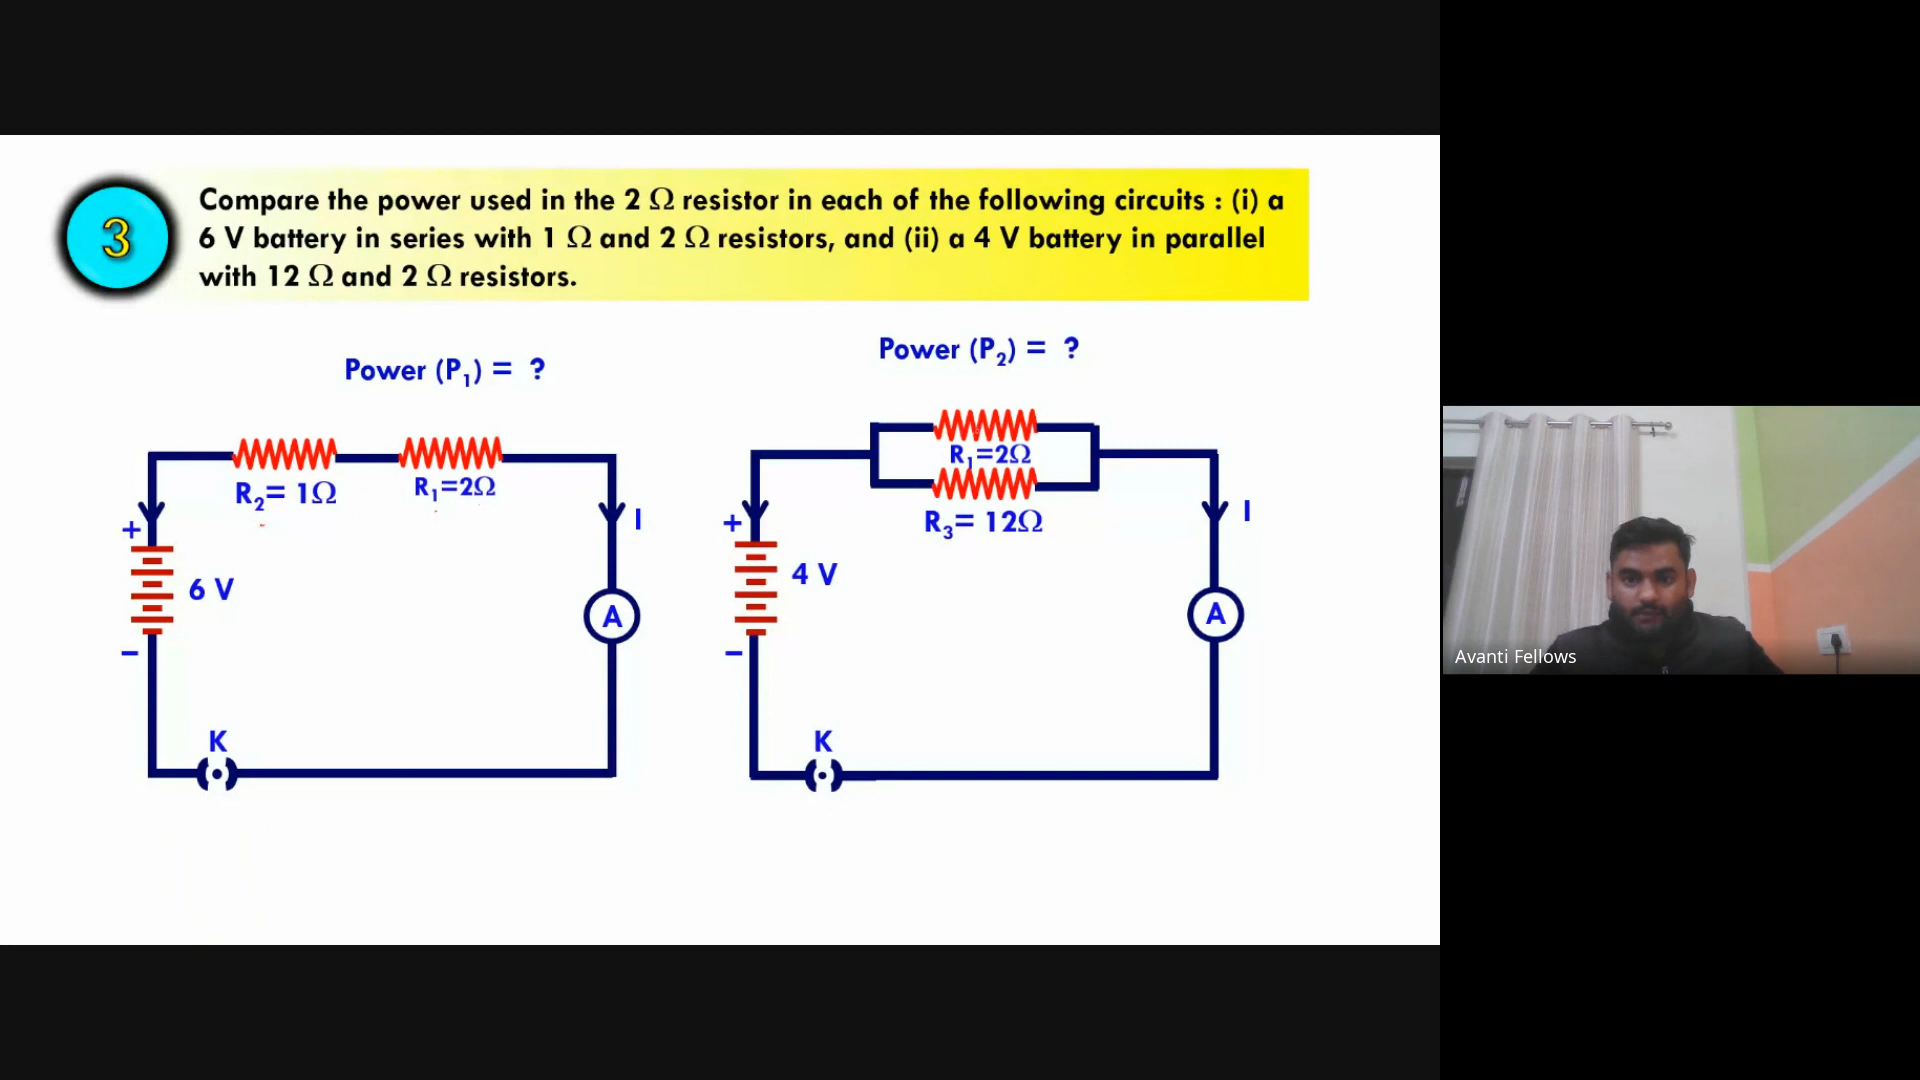 3
Compare the power used in the 2 Ω resistor in each of the following circuits : (i) a
6 V battery in series with 1 Ω and 2 Ω resistors, and (ii) a 4 V battery in parallel
with 12 Ω and 2 Ω resistors.
Power (P₁) = ?
R₂= 1Ω
R₁=2Ω
+
6 V
–
I
A
K
Power (P₂) = ?
R₁=2Ω
R₃= 12Ω
+
4 V
–
I
A
K
Avanti Fellows